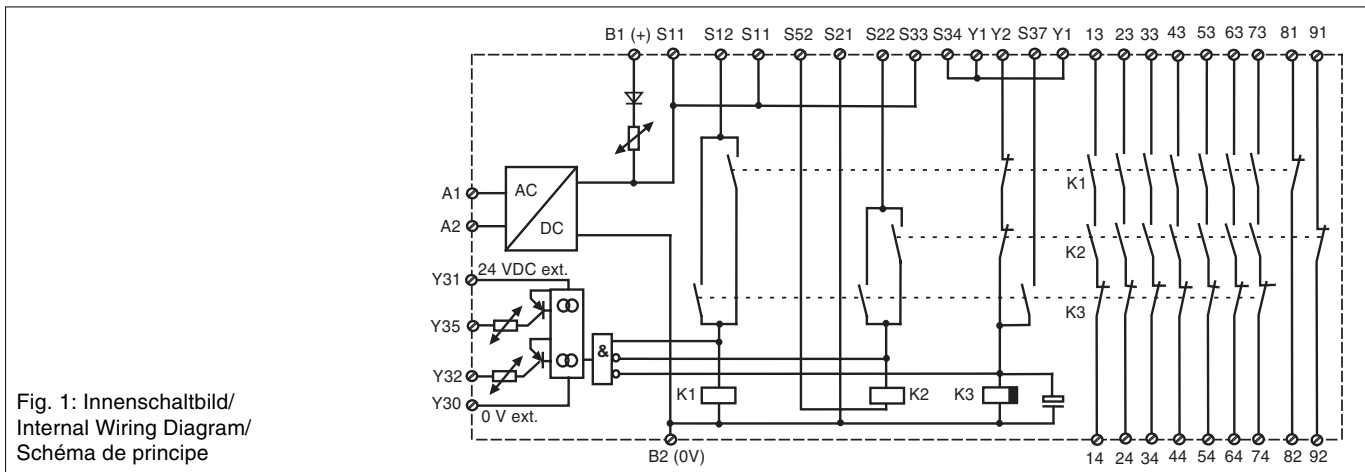 B1 (+) S11 S12 S11 S52 S21 S22 S33 S34 Y1 Y2 S37 Y1 13 23 33 43 53 63 73 81 91
A1
AC
K1
A2
DC
K2
Y31
24 VDC ext.
K3
Y35
&
Y32
K1
K2
K3
Y30
0 V ext.
B2 (0V)
14 24 34 44 54 64 74 82 92
Fig. 1: Innenschaltbild/
Internal Wiring Diagram/
Schéma de principe